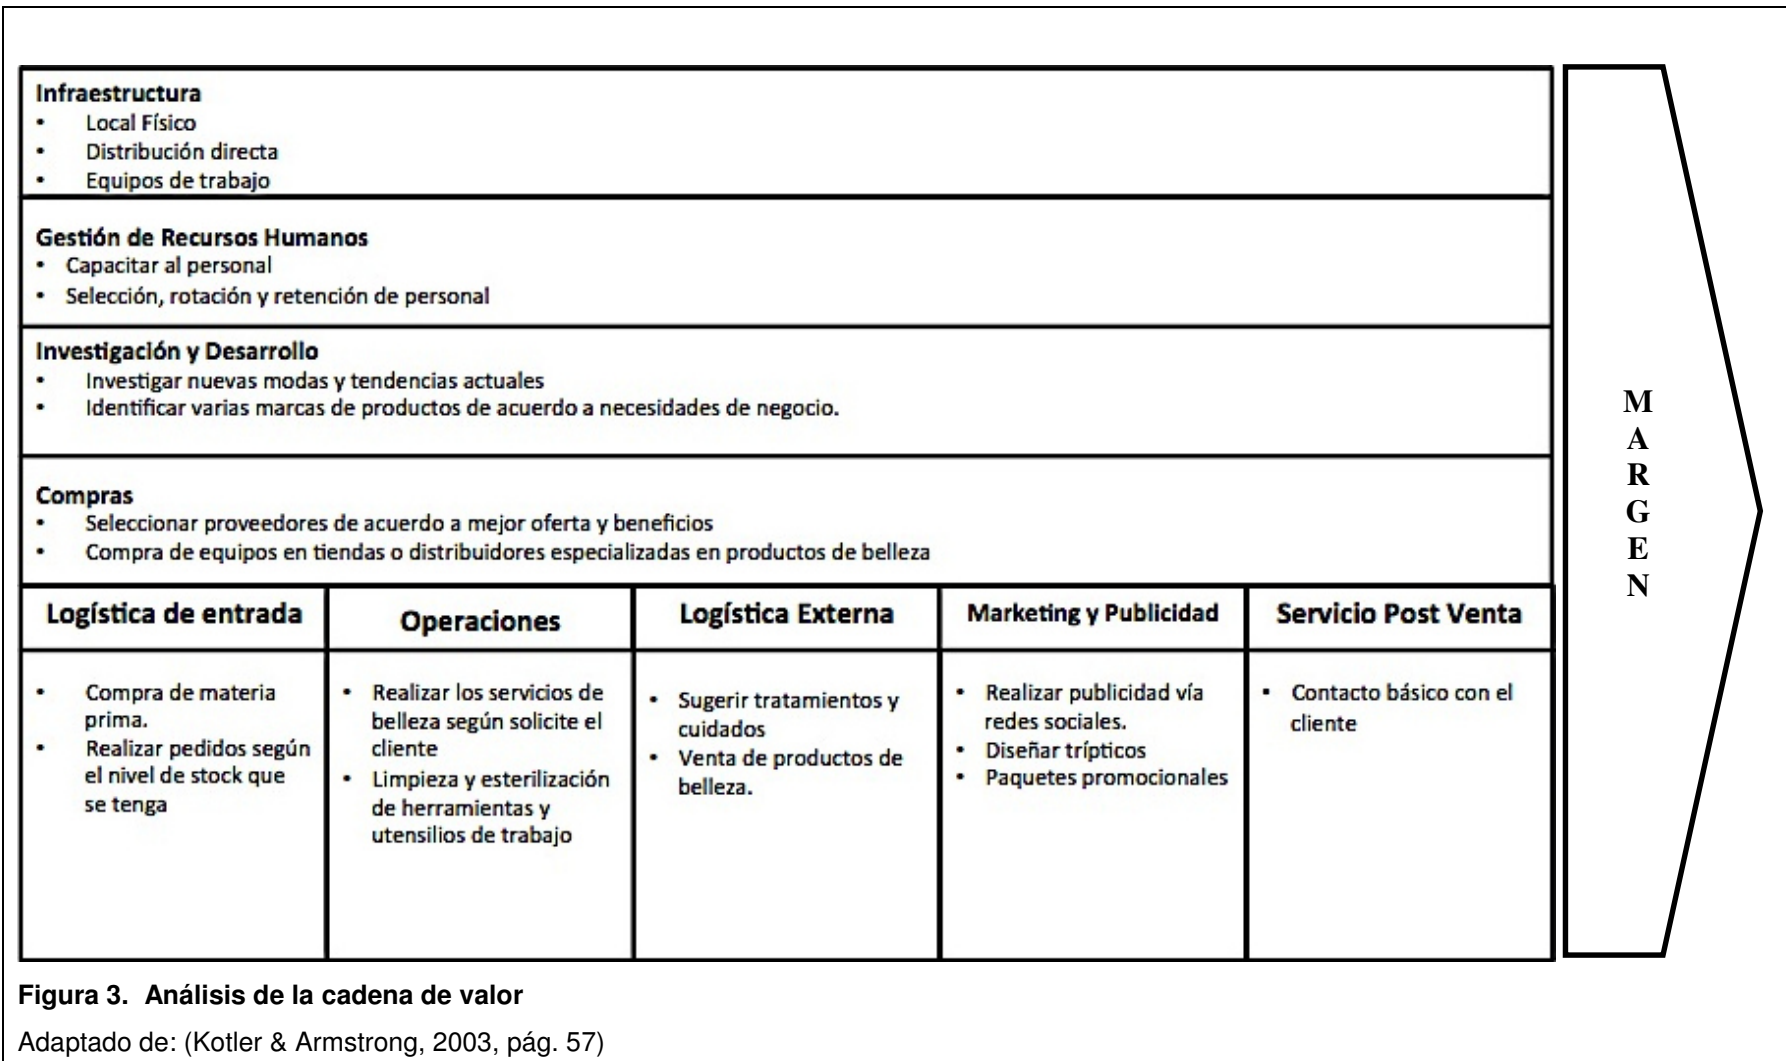 Infraestructura
• Local Físico
• Distribución directa
• Equipos de trabajo
Gestión de Recursos Humanos
• Capacitar al personal
• Selección, rotación y retención de personal
Investigación y Desarrollo
• Investigar nuevas modas y tendencias actuales
• Identificar varias marcas de productos de acuerdo a necesidades de negocio.
Compras
• Seleccionar proveedores de acuerdo a mejor oferta y beneficios
• Compra de equipos en tiendas o distribuidores especializadas en productos de belleza
Logística de entrada
• Compra de materia
prima.
• Realizar pedidos según
el nivel de stock que
se tenga
Operaciones
• Realizar los servicios de
belleza según solicite el
cliente
• Limpieza y esterilización
de herramientas y
utensilios de trabajo
Logística Externa
• Sugerir tratamientos y
cuidados
• Venta de productos de
belleza.
Marketing y Publicidad
• Realizar publicidad vía
redes sociales.
• Diseñar trípticos
• Paquetes promocionales
Servicio Post Venta
• Contacto básico con el
cliente
M
A
R
G
E
N
Figura 3. Análisis de la cadena de valor
Adaptado de: (Kotler & Armstrong, 2003, pág. 57)